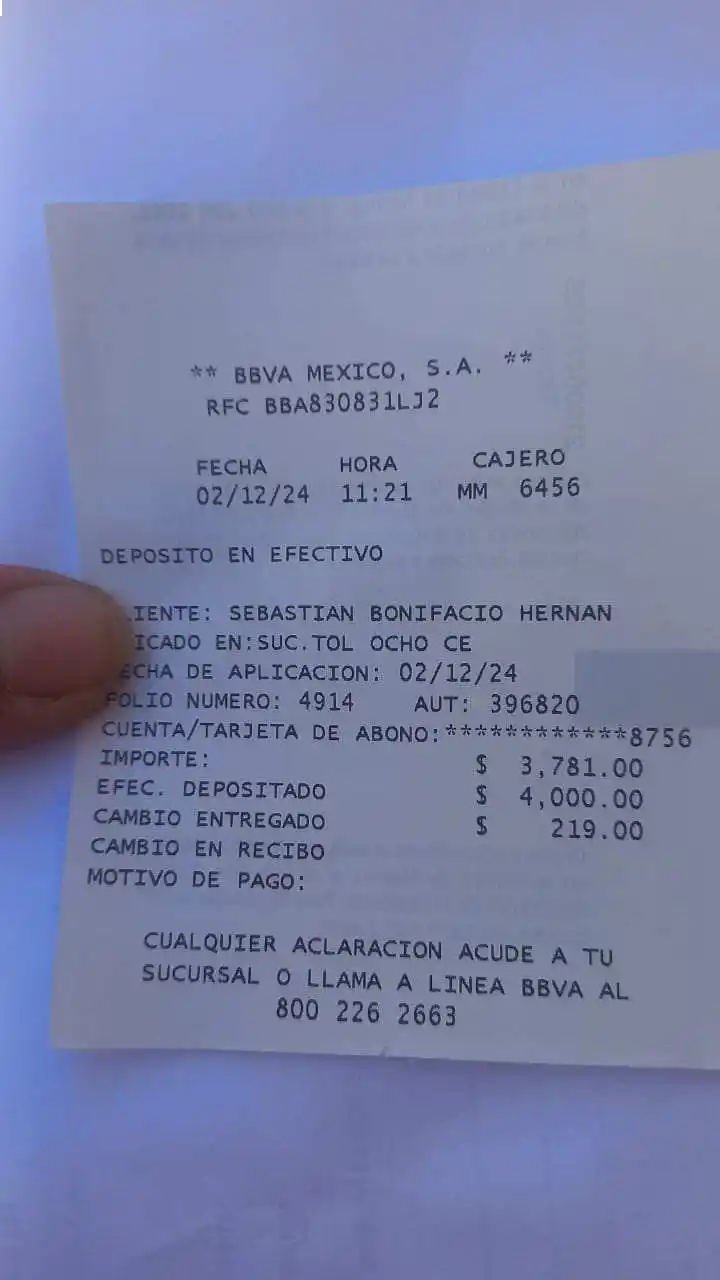 ** BBVA MEXICO, S.A. **
RFC BBA830831LJ2
FECHA HORA CAJERO
02/12/24 11:21 MM 6456
DEPOSITO EN EFECTIVO
IENTE: SEBASTIAN BONIFACIO HERNAN
ICADO EN:SUC.TOL OCHO CE
ECHA DE APLICACION: 02/12/24
FOLIO NUMERO: 4914 AUT: 396820
CUENTA/TARJETA DE ABONO:************8756
IMPORTE: $ 3,781.00
EFEC. DEPOSITADO $ 4,000.00
CAMBIO ENTREGADO $ 219.00
CAMBIO EN RECIBO
MOTIVO DE PAGO:
CUALQUIER ACLARACION ACUDE A TU
SUCURSAL O LLAMA A LINEA BBVA AL
800 226 2663